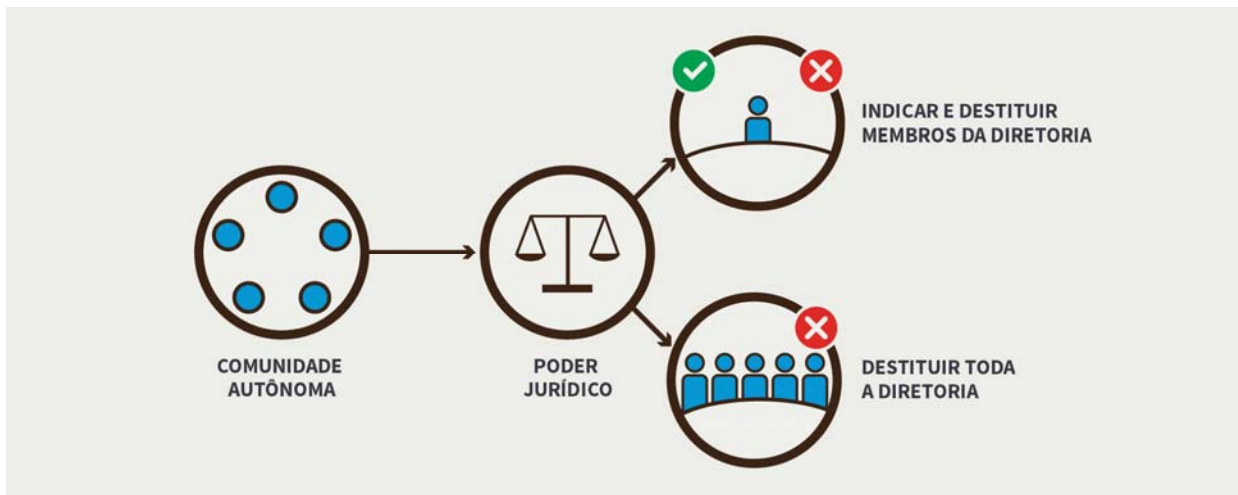 INDICAR E DESTITUIR
MEMBROS DA DIRETORIA
COMUNIDADE
AUTÔNOMA
PODER
JURÍDICO
DESTITUIR TODA
A DIRETORIA